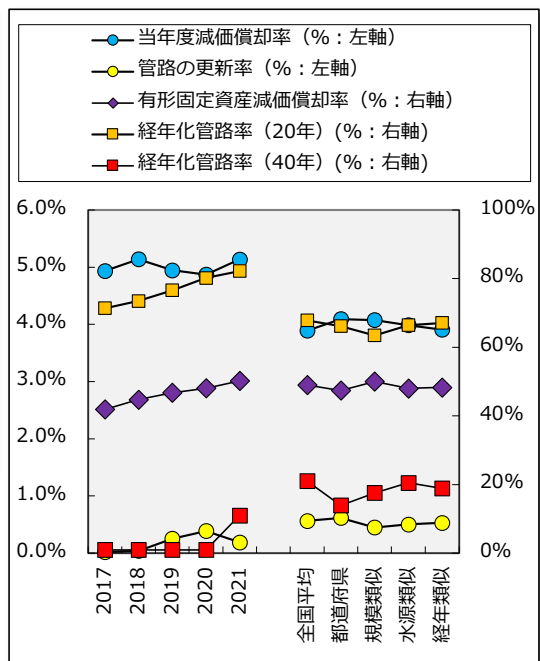 当年度減価償却率（%：左軸）
管路の更新率（%：左軸）
有形固定資産減価償却率（%：右軸）
経年化管路率（20年）(%：右軸)
経年化管路率（40年）(%：右軸)
6.0%
5.0%
4.0%
3.0%
2.0%
1.0%
0.0%
100%
80%
60%
40%
20%
0%
2017
2018
2019
2020
2021
全国平均
都道府県
規模類似
水源類似
経年類似